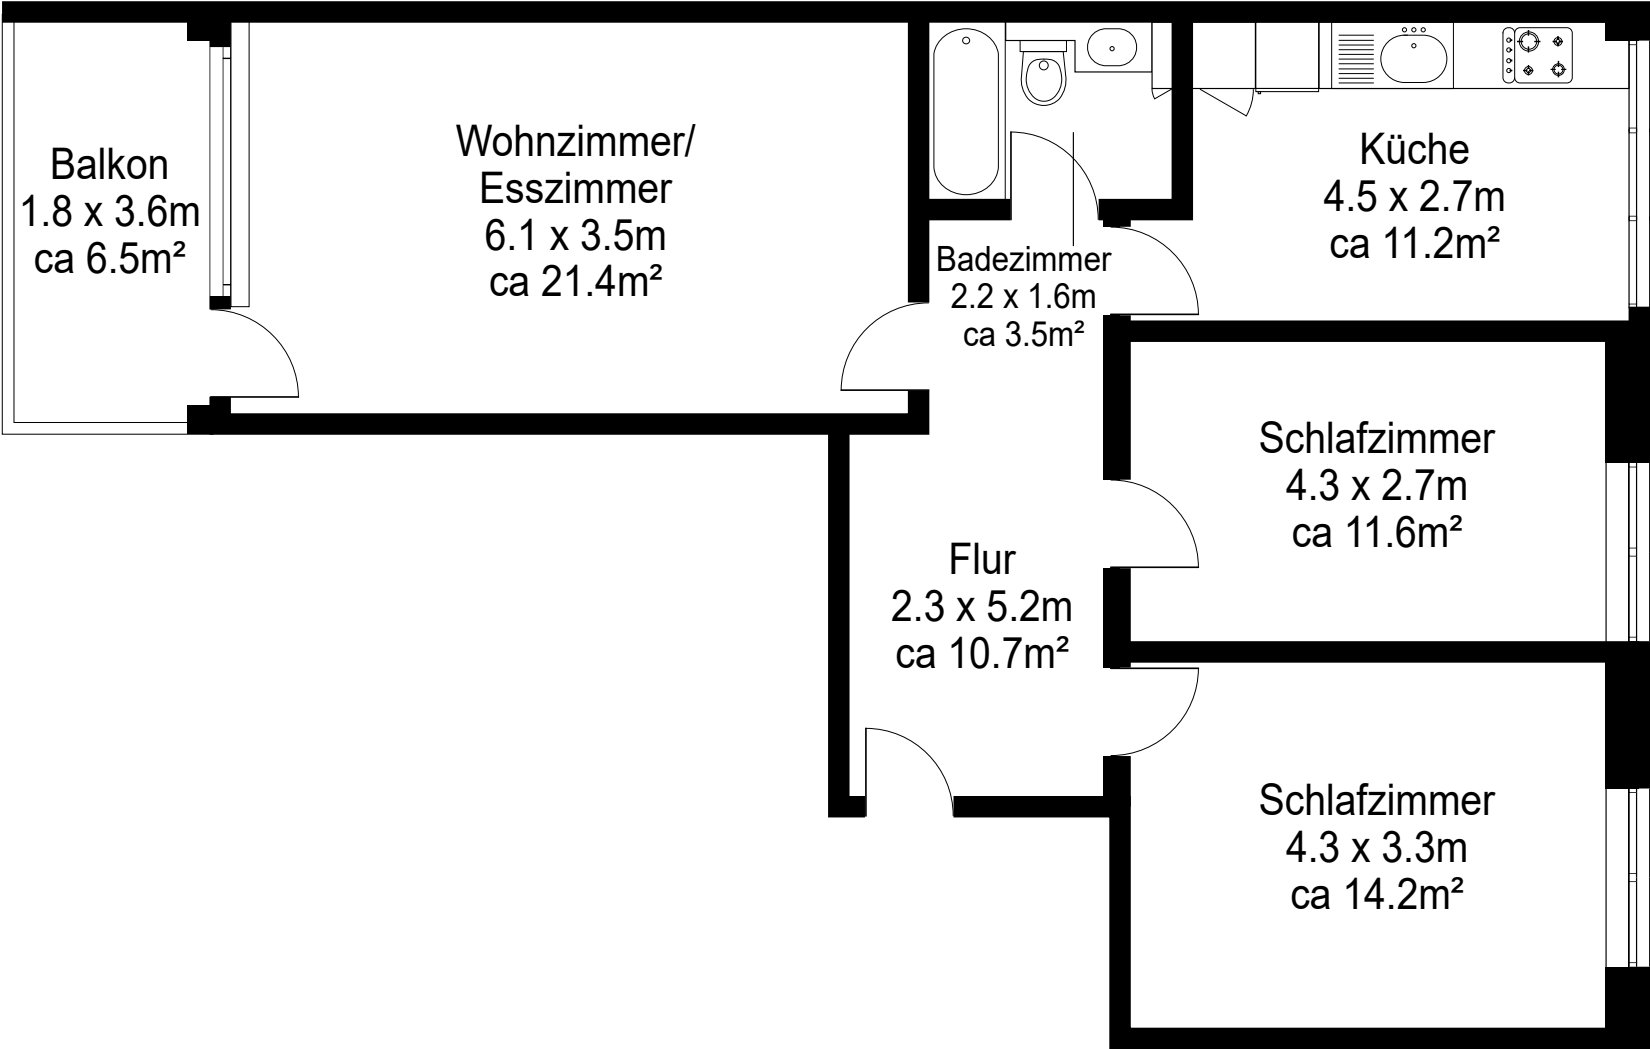 Balkon
1.8 x 3.6m
ca 6.5m²
Wohnzimmer/
Esszimmer
6.1 x 3.5m
ca 21.4m²
Badezimmer
2.2 x 1.6m
ca 3.5m²
Küche
4.5 x 2.7m
ca 11.2m²
Schlafzimmer
4.3 x 2.7m
ca 11.6m²
Flur
2.3 x 5.2m
ca 10.7m²
Schlafzimmer
4.3 x 3.3m
ca 14.2m²